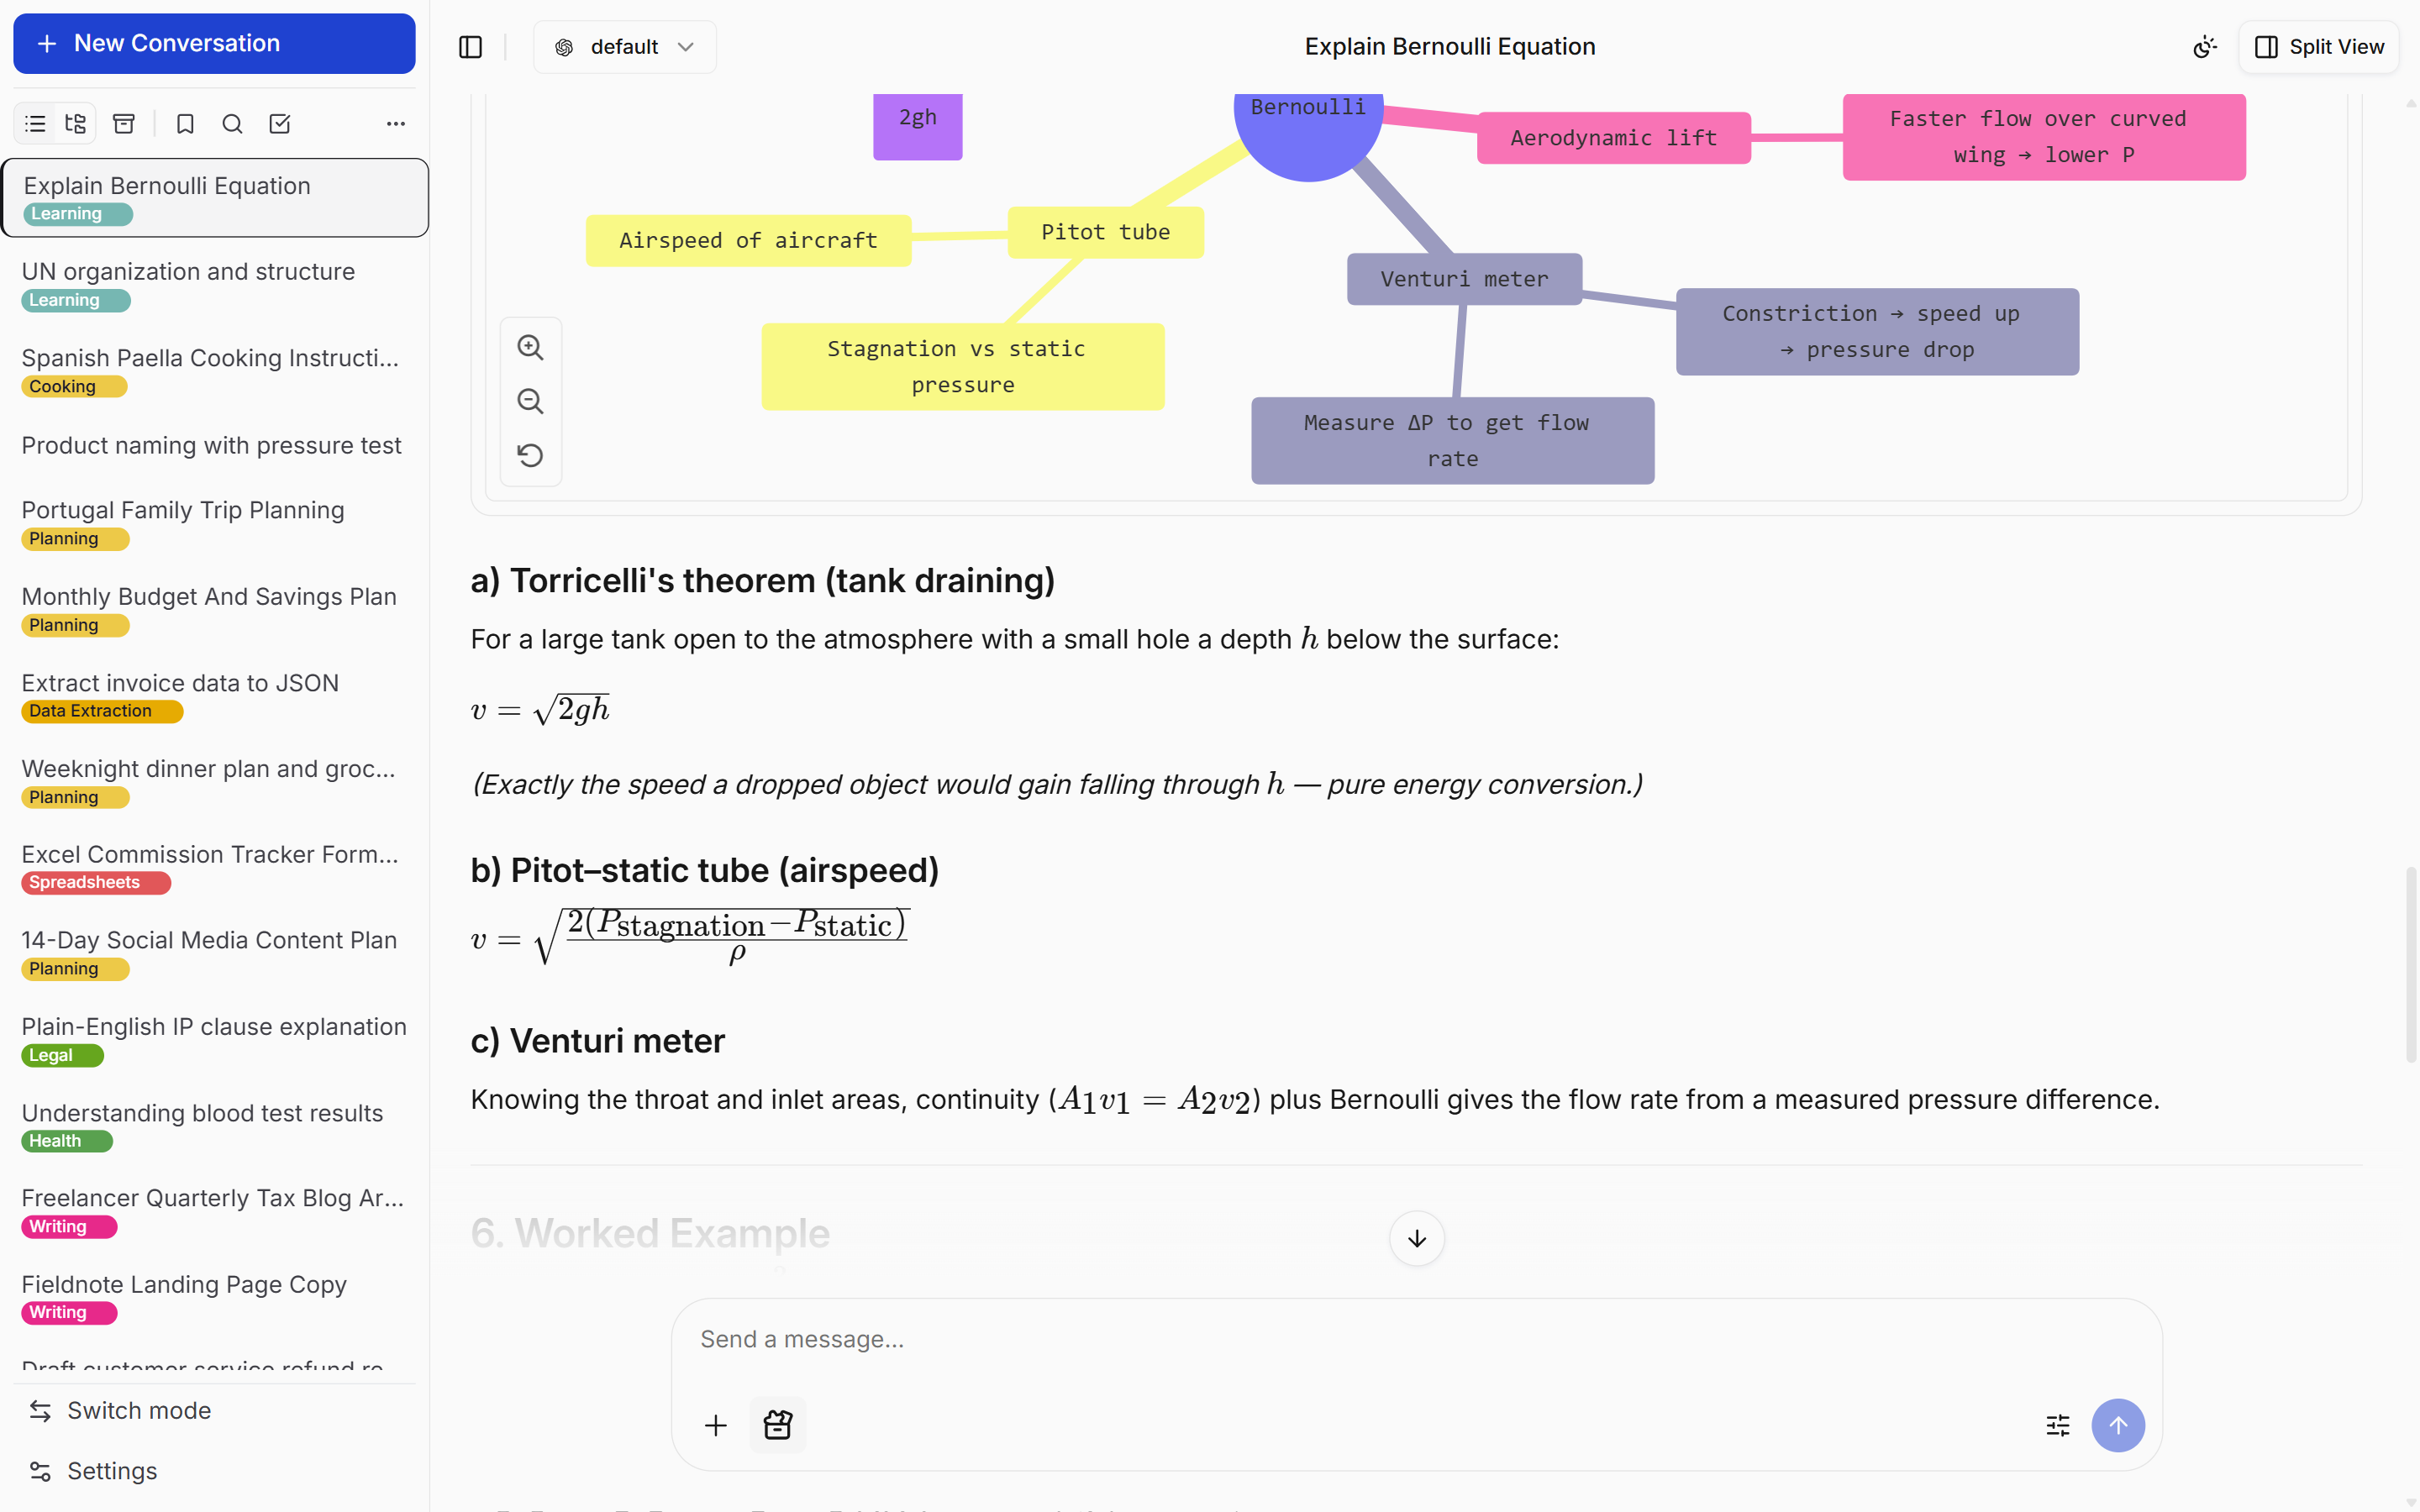 New Conversation
Explain Bernoulli Equation
Learning
UN organization and structure
Learning
Spanish Paella Cooking Instructi...
Cooking
Product naming with pressure test
Portugal Family Trip Planning
Planning
Monthly Budget And Savings Plan
Planning
Extract invoice data to JSON
Data Extraction
Weeknight dinner plan and groc...
Planning
Excel Commission Tracker Form...
Spreadsheets
14-Day Social Media Content Plan
Planning
Plain-English IP clause explanation
Legal
Understanding blood test results
Health
Freelancer Quarterly Tax Blog Ar...
Writing
Fieldnote Landing Page Copy
Writing
Draft customer service refund re
Switch mode
Settings
default
Explain Bernoulli Equation
Split View
2gh
Bernoulli
Aerodynamic lift
Faster flow over curved
wing → lower P
Airspeed of aircraft
Pitot tube
Stagnation vs static
pressure
Venturi meter
Constriction → speed up
→ pressure drop
Measure ΔP to get flow
rate
a) Torricelli's theorem (tank draining)
For a large tank open to the atmosphere with a small hole a depth h below the surface:
v = √2gh
(Exactly the speed a dropped object would gain falling through h — pure energy conversion.)
b) Pitot–static tube (airspeed)
v = √2(Pstagnation−Pstatic)/ρ
c) Venturi meter
Knowing the throat and inlet areas, continuity (A1v1 = A2v2) plus Bernoulli gives the flow rate from a measured pressure difference.
6. Worked Example
Send a message...